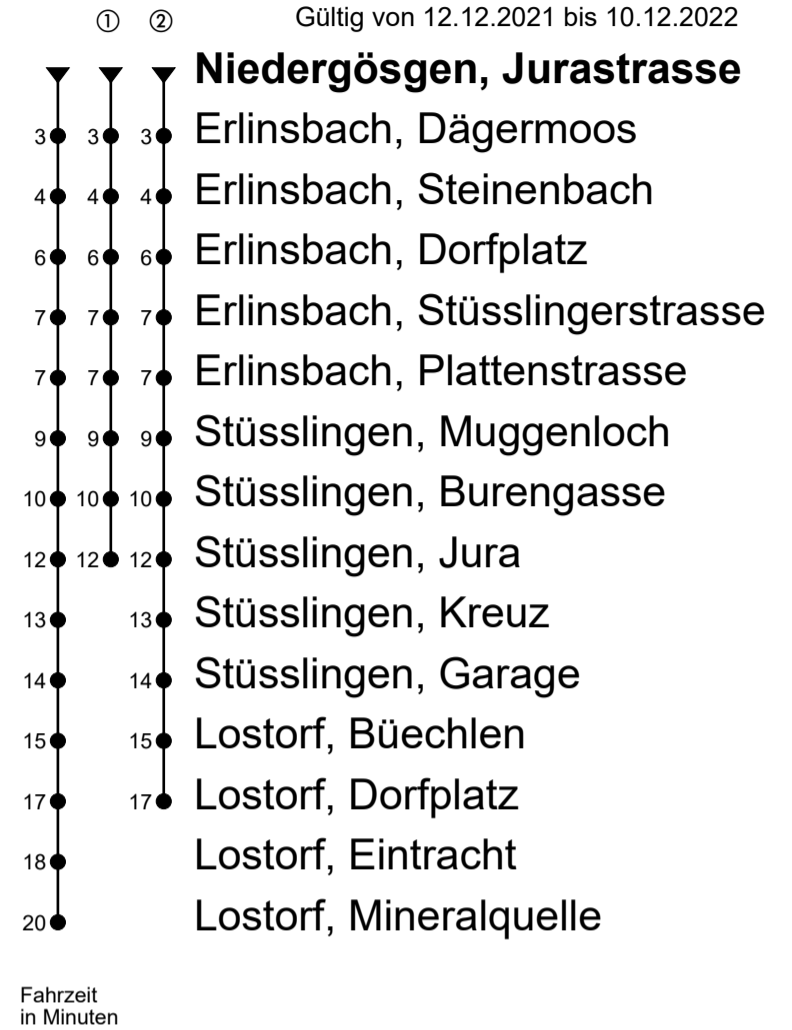 ① ② Gültig von 12.12.2021 bis 10.12.2022
Niedergösgen, Jurastrasse
3 3 3 Erlinsbach, Dägermoos
4 4 4 Erlinsbach, Steinenbach
6 6 6 Erlinsbach, Dorfplatz
7 7 7 Erlinsbach, Stüsslingerstrasse
7 7 7 Erlinsbach, Plattenstrasse
9 9 9 Stüsslingen, Muggenloch
10 10 10 Stüsslingen, Burengasse
12 12 12 Stüsslingen, Jura
13 13 Stüsslingen, Kreuz
14 14 Stüsslingen, Garage
15 15 Lostorf, Büechlen
17 17 Lostorf, Dorfplatz
18 Lostorf, Eintracht
20 Lostorf, Mineralquelle
Fahrzeit
in Minuten